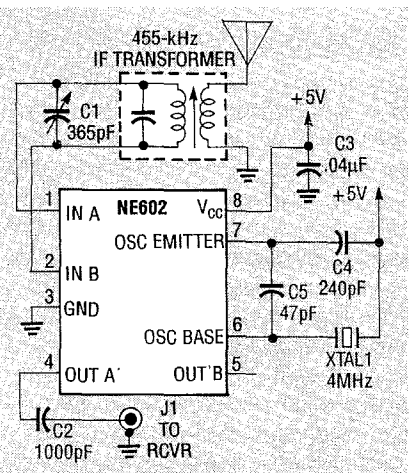 455-kHz
IF TRANSFORMER
C1
365pF
+5V
C3
.04µF
+5V
1 IN A NE602 VCC 8
OSC EMITTER 7
2 IN B
C4
240pF
C5
47pF
3 GND
OSC BASE 6
XTAL1
4MHz
4 OUT A OUT B 5
C2
1000pF
J1
TO
RCVR